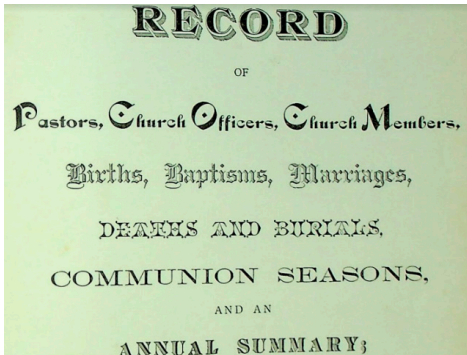 RECORD
OF
Pastors, Church Officers, Church Members,
Births, Baptisms, Marriages,
DEATHS AND BURIALS,
COMMUNION SEASONS,
AND AN
ANNUAL SUMMARY;